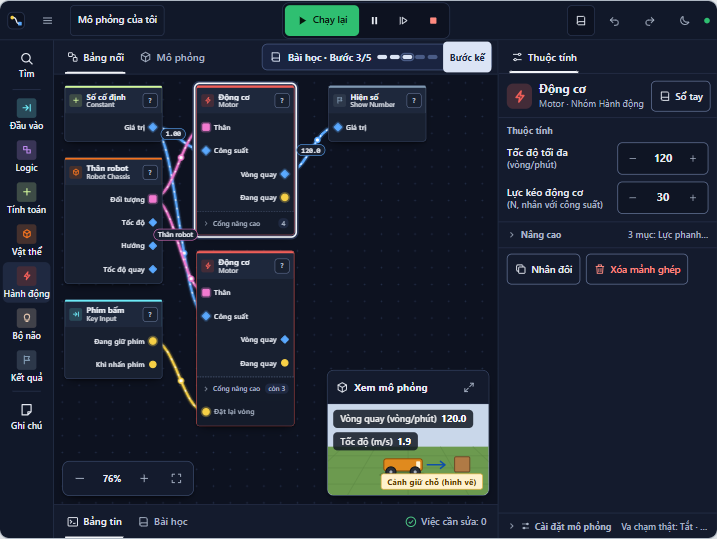 Mô phỏng của tôi
Chạy lại
Tìm
Đầu vào
Logic
Tính toán
Vật thể
Hành động
Bộ não
Kết quả
Ghi chú
Bảng nối
Mô phỏng
Bài học · Bước 3/5
Bước kế
Số cố định
Constant
?
Giá trị
1.00
Thân robot
Robot Chassis
?
Đối tượng
Tốc độ
Hướng
Tốc độ quay
Thân robot
Phím bấm
Key Input
?
Đang giữ phím
Khi nhấn phím
Động cơ
Motor
?
Thân
Công suất
Vòng quay
Đang quay
Cổng nâng cao
4
120.0
Động cơ
Motor
?
Thân
Công suất
Vòng quay
Đang quay
Cổng nâng cao
còn 3
Đặt lại vòng
Hiện số
Show Number
?
Giá trị
76%
Xem mô phỏng
Vòng quay (vòng/phút) 120.0
Tốc độ (m/s) 1.9
Cảnh giữ chỗ (hình vẽ)
Bảng tin
Bài học
Việc cần sửa: 0
Thuộc tính
Động cơ
Motor · Nhóm Hành động
Sổ tay
Thuộc tính
Tốc độ tối đa
(vòng/phút)
120
Lực kéo động cơ
(N, nhân với công suất)
30
Nâng cao
3 mục: Lực phanh...
Nhân đôi
Xóa mảnh ghép
Cài đặt mô phỏng
Va chạm thật: Tắt · ...